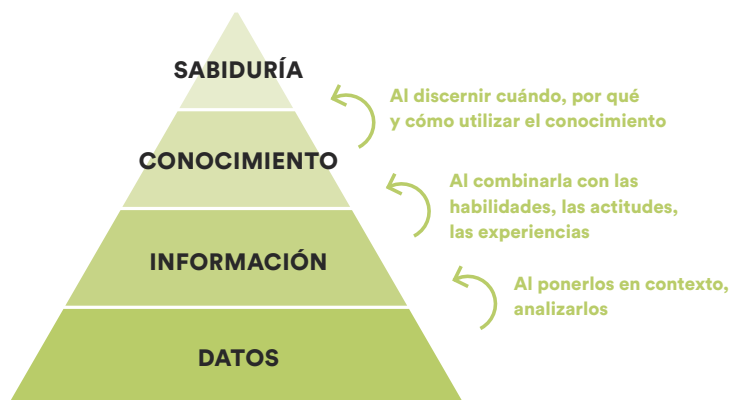 SABIDURÍA
Al discernir cuándo, por qué
y cómo utilizar el conocimiento
CONOCIMIENTO
Al combinarla con las
habilidades, las actitudes,
las experiencias
INFORMACIÓN
Al ponerlos en contexto,
analizarlos
DATOS